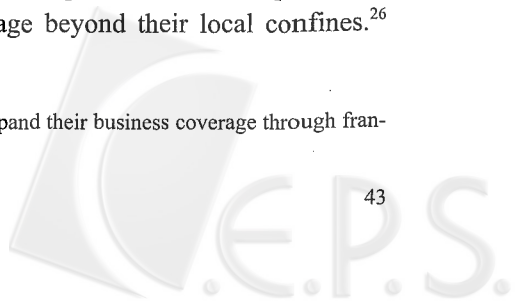 age beyond their local confines.26
pand their business coverage through fran-
43
C.E.P.S.